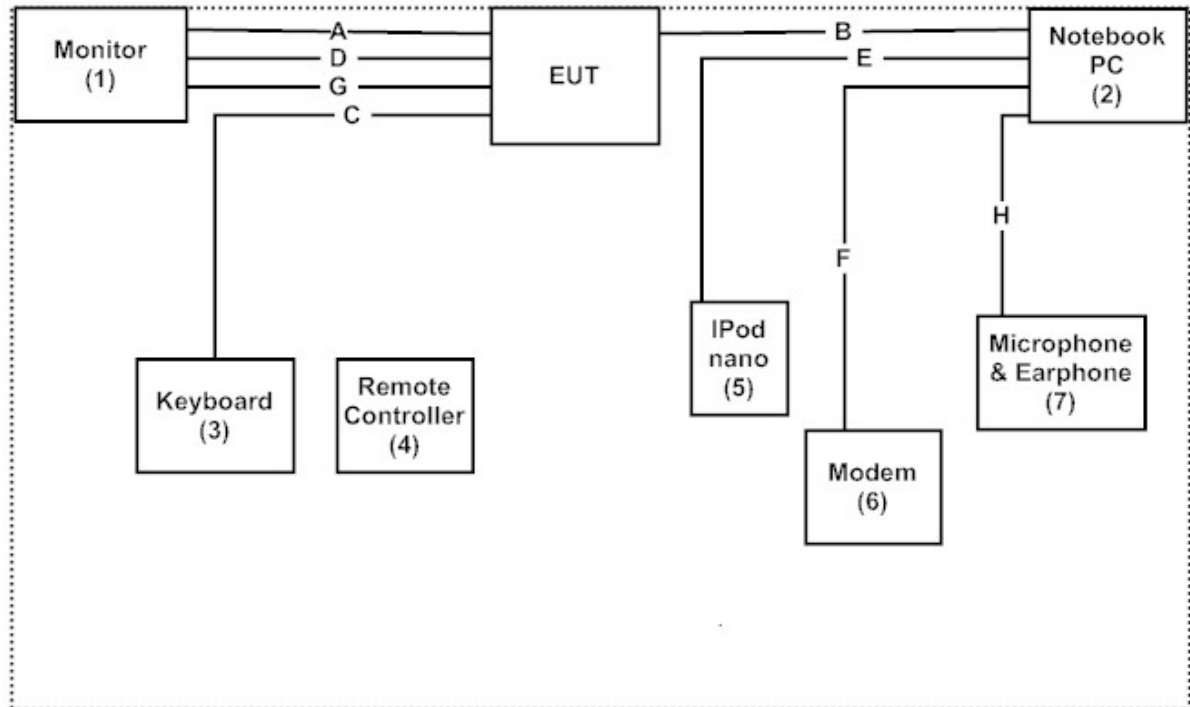 Monitor
(1)
A
D
G
C
EUT
B
E
Notebook
PC
(2)
H
F
IPod
nano
(5)
Microphone
& Earphone
(7)
Keyboard
(3)
Remote
Controller
(4)
Modem
(6)